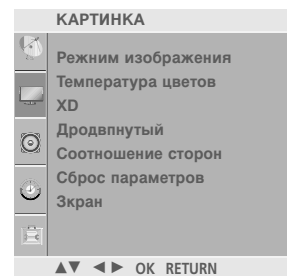 КАРТИНКА
Режим изображения
Температура цветов
XD
Дродвпнутый
Соотношение сторон
Сброс параметров
Зкран
▲▼ ◄► OK RETURN